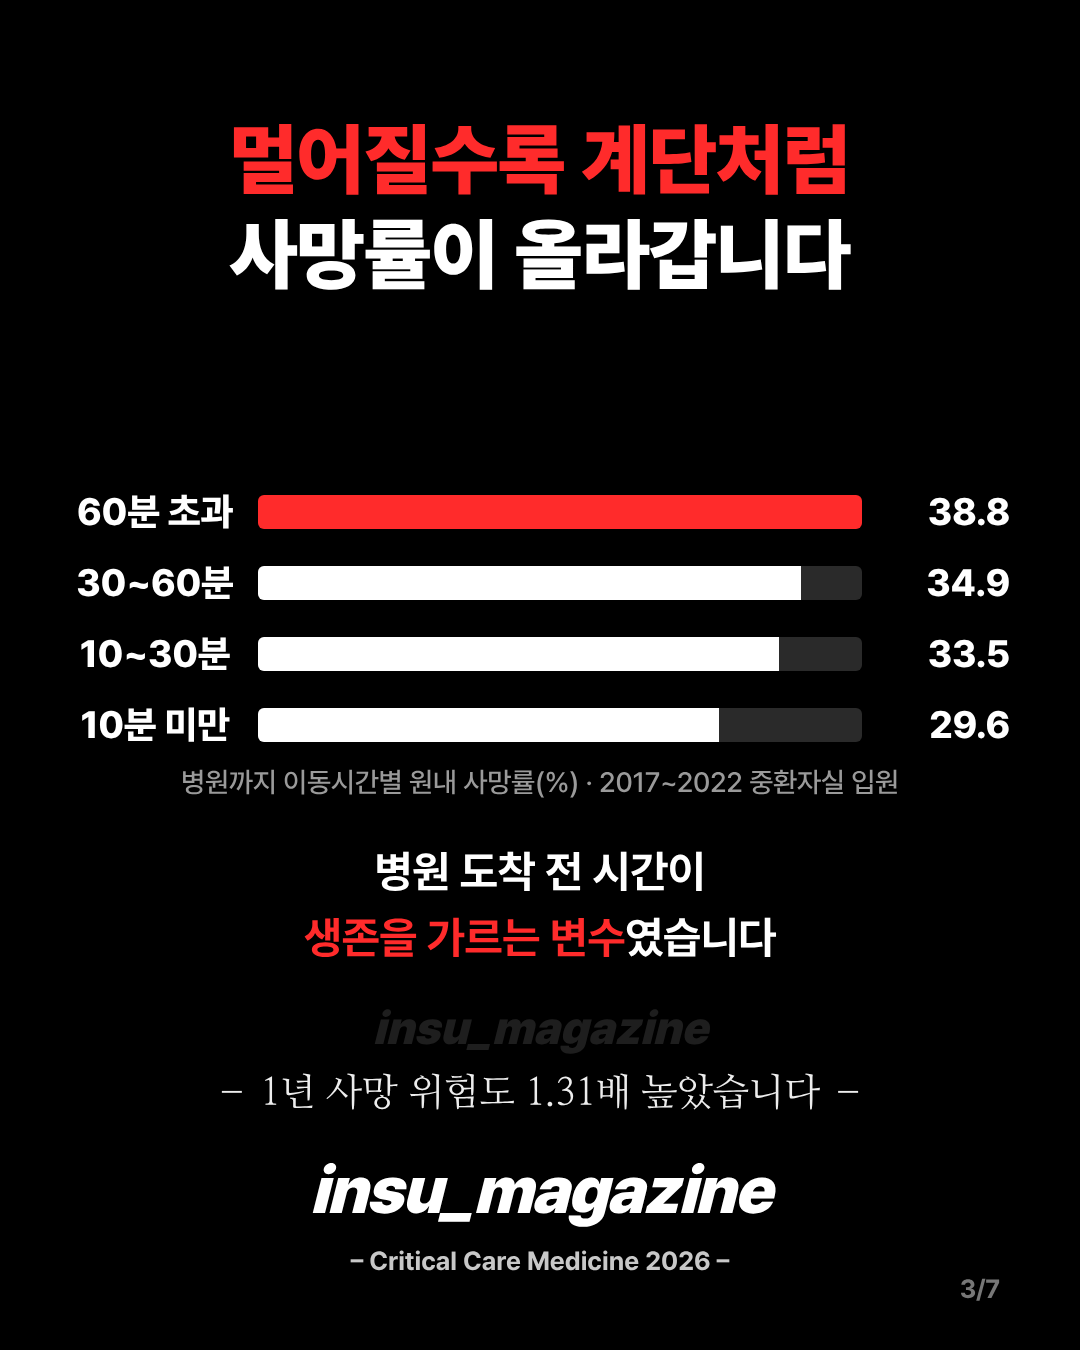 멀어질수록 계단처럼
사망률이 올라갑니다
60분 초과 38.8
30~60분 34.9
10~30분 33.5
10분 미만 29.6
병원까지 이동시간별 원내 사망률(%) · 2017~2022 중환자실 입원
병원 도착 전 시간이
생존을 가르는 변수였습니다
insu_magazine
– 1년 사망 위험도 1.31배 높았습니다 –
insu_magazine
– Critical Care Medicine 2026 –
3/7